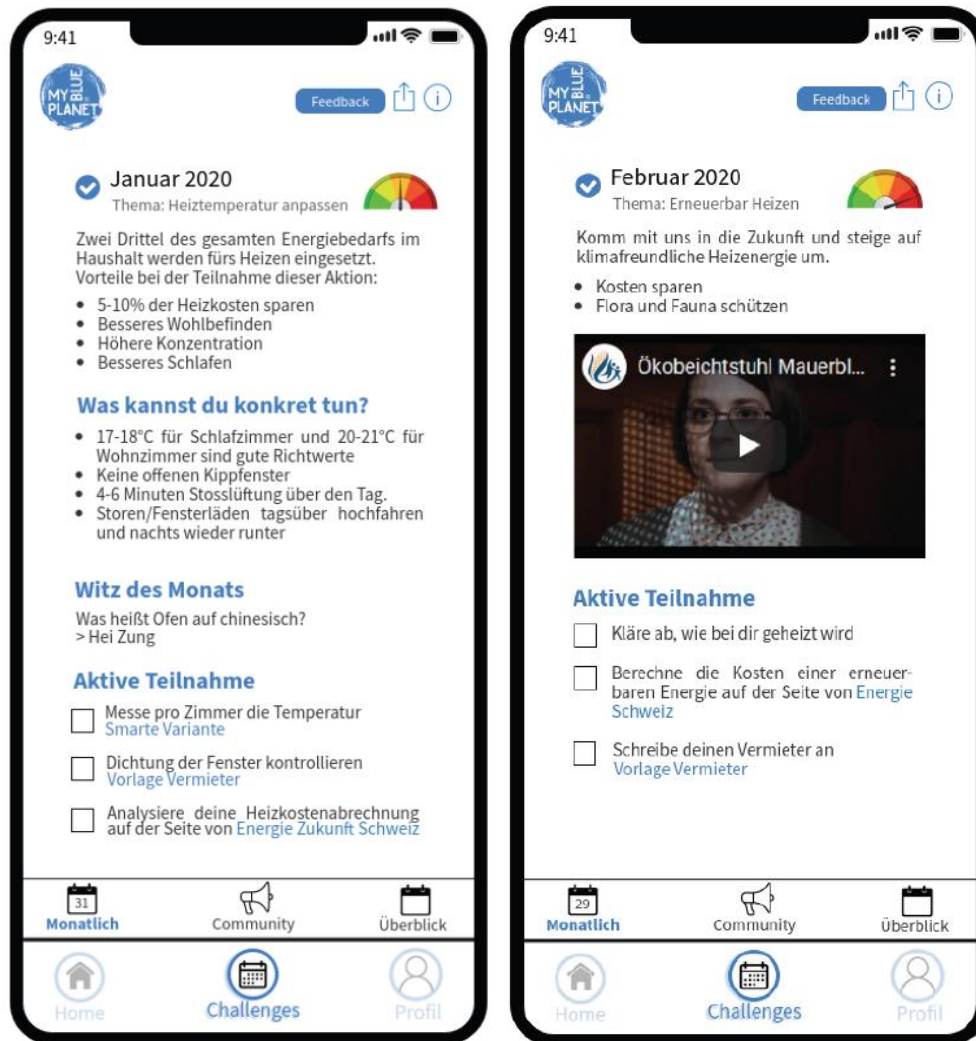 9:41
MY BLUE PLANET
Feedback
i
Januar 2020
Thema: Heiztemperatur anpassen
Zwei Drittel des gesamten Energiebedarfs im
Haushalt werden fürs Heizen eingesetzt.
Vorteile bei der Teilnahme dieser Aktion:
• 5-10% der Heizkosten sparen
• Besseres Wohlbefinden
• Höhere Konzentration
• Besseres Schlafen
Was kannst du konkret tun?
• 17-18°C für Schlafzimmer und 20-21°C für
Wohnzimmer sind gute Richtwerte
• Keine offenen Kippfenster
• 4-6 Minuten Stosslüftung über den Tag.
• Storen/Fensterläden tagsüber hochfahren
und nachts wieder runter
Witz des Monats
Was heißt Ofen auf chinesisch?
> Hei Zung
Aktive Teilnahme
Messe pro Zimmer die Temperatur
Smarte Variante
Dichtung der Fenster kontrollieren
Vorlage Vermieter
Analysiere deine Heizkostenabrechnung
auf der Seite von Energie Zukunft Schweiz
31
Monatlich Community Überblick
Home Challenges Profil
9:41
MY BLUE PLANET
Feedback
i
Februar 2020
Thema: Erneuerbar Heizen
Komm mit uns in die Zukunft und steige auf
klimafreundliche Heizenergie um.
• Kosten sparen
• Flora und Fauna schützen
Ökobeichtstuhl Mauerbl...
Aktive Teilnahme
Kläre ab, wie bei dir geheizt wird
Berechne die Kosten einer erneuer-
baren Energie auf der Seite von Energie
Schweiz
Schreibe deinen Vermieter an
Vorlage Vermieter
29
Monatlich Community Überblick
Home Challenges Profil